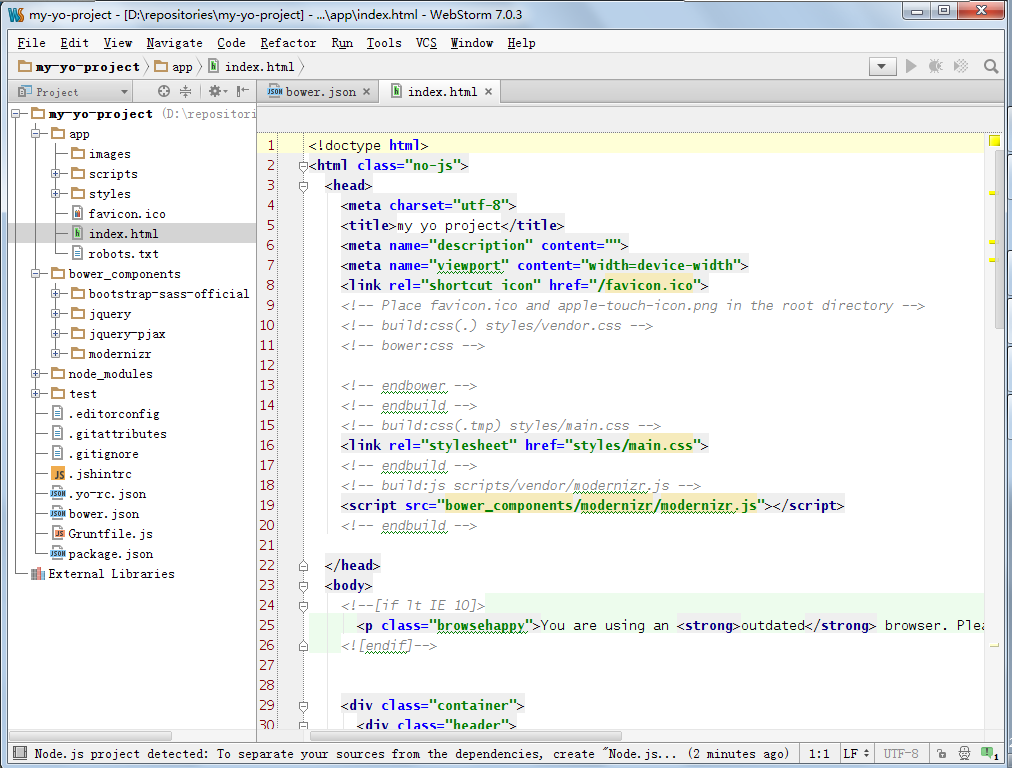 my-yo-project - [D:\repositories\my-yo-project] - ...\app\index.html - WebStorm 7.0.3
File Edit View Navigate Code Refactor Run Tools VCS Window Help
my-yo-project app index.html
Project
bower.json index.html
my-yo-project (D:\repositori
app
images
scripts
styles
favicon.ico
index.html
robots.txt
bower_components
bootstrap-sass-official
jquery
jquery-pjax
modernizr
node_modules
test
.editorconfig
.gitattributes
.gitignore
.jshintrc
.yo-rc.json
bower.json
Gruntfile.js
package.json
External Libraries
1 <!doctype html>
2 <html class="no-js">
3 <head>
4 <meta charset="utf-8">
5 <title>my yo project</title>
6 <meta name="description" content="">
7 <meta name="viewport" content="width=device-width">
8 <link rel="shortcut icon" href="/favicon.ico">
9 <!-- Place favicon.ico and apple-touch-icon.png in the root directory -->
10 <!-- build:css(.) styles/vendor.css -->
11 <!-- bower:css -->
12
13 <!-- endbower -->
14 <!-- endbuild -->
15 <!-- build:css(.tmp) styles/main.css -->
16 <link rel="stylesheet" href="styles/main.css">
17 <!-- endbuild -->
18 <!-- build:js scripts/vendor/modernizr.js -->
19 <script src="bower_components/modernizr/modernizr.js"></script>
20 <!-- endbuild -->
21
22 </head>
23 <body>
24 <!--[if lt IE 10]>
25 <p class="browsehappy">You are using an <strong>outdated</strong> browser. Plea
26 <![endif]-->
27
28
29 <div class="container">
30 <div class="header">
Node.js project detected: To separate your sources from the dependencies, create "Node.js... (2 minutes ago) 1:1 LF UTF-8 1